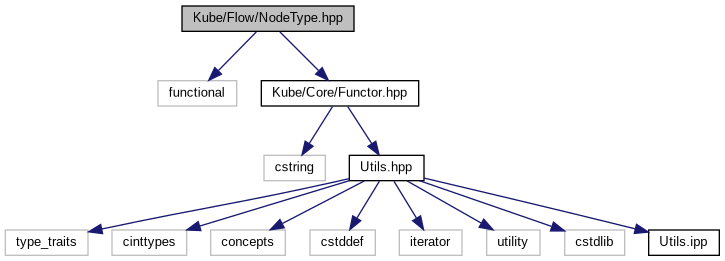 Kube/Flow/NodeType.hpp
functional
Kube/Core/Functor.hpp
cstring
Utils.hpp
type_traits
cinttypes
concepts
cstddef
iterator
utility
cstdlib
Utils.ipp